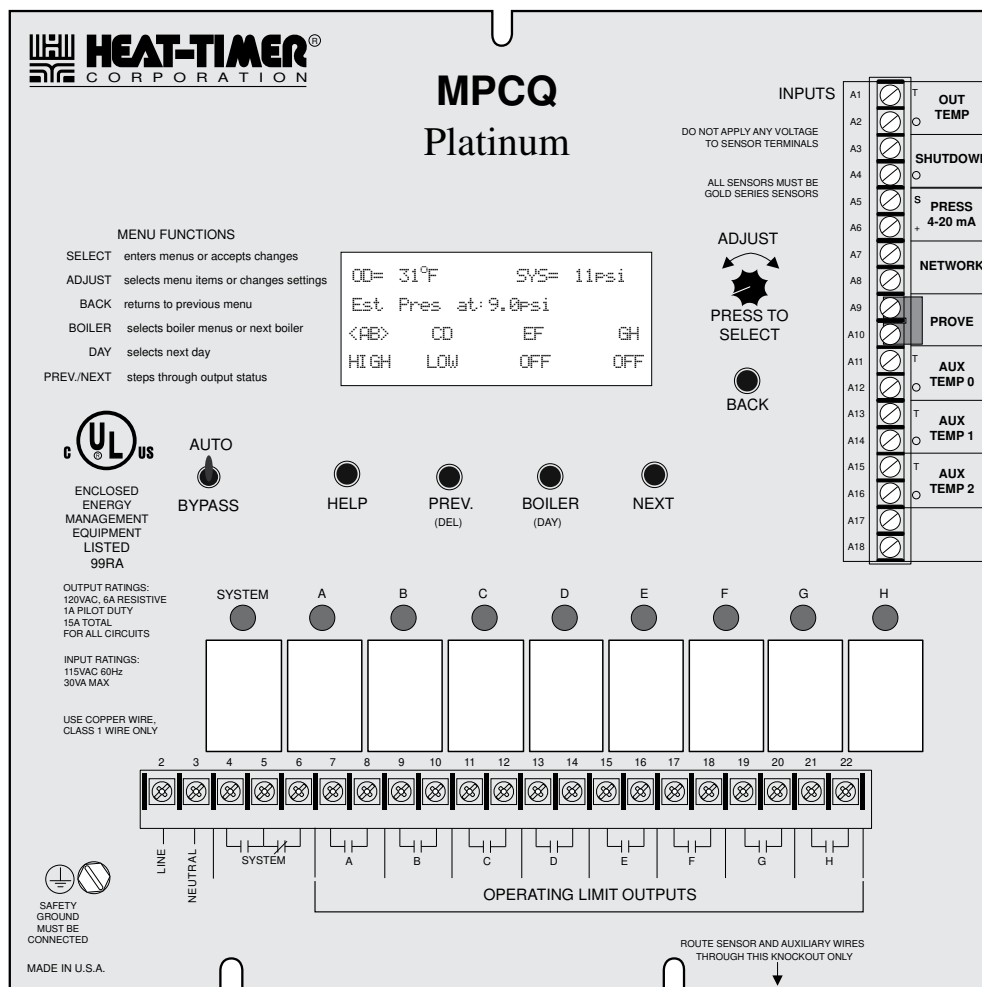 HEAT-TIMER®
CORPORATION
MPCQ
Platinum
INPUTS
DO NOT APPLY ANY VOLTAGE
TO SENSOR TERMINALS
ALL SENSORS MUST BE
GOLD SERIES SENSORS
A1 T OUT
A2 TEMP
A3 SHUTDOWN
A4
A5 S PRESS
A6 + 4-20 mA
A7 NETWORK
A8
A9 PROVE
A10
A11 T AUX
A12 TEMP 0
A13 T AUX
A14 TEMP 1
A15 T AUX
A16 TEMP 2
A17
A18
MENU FUNCTIONS
SELECT enters menus or accepts changes
ADJUST selects menu items or changes settings
BACK returns to previous menu
BOILER selects boiler menus or next boiler
DAY selects next day
PREV./NEXT steps through output status
OD= 31°F SYS= 11psi
Est Pres at:9.0psi
<AB> CD EF GH
HIGH LOW OFF OFF
ADJUST
PRESS TO
SELECT
BACK
C UL® US
ENCLOSED
ENERGY
MANAGEMENT
EQUIPMENT
LISTED
99RA
AUTO
BYPASS
HELP
PREV.
(DEL)
BOILER
(DAY)
NEXT
OUTPUT RATINGS:
120VAC, 6A RESISTIVE
1A PILOT DUTY
15A TOTAL
FOR ALL CIRCUITS
INPUT RATINGS:
115VAC 60Hz
30VA MAX
USE COPPER WIRE,
CLASS 1 WIRE ONLY
SYSTEM A B C D E F G H
2 3 4 5 6 7 8 9 10 11 12 13 14 15 16 17 18 19 20 21 22
LINE
NEUTRAL
SYSTEM A B C D E F G H
OPERATING LIMIT OUTPUTS
SAFETY
GROUND
MUST BE
CONNECTED
MADE IN U.S.A.
ROUTE SENSOR AND AUXILIARY WIRES
THROUGH THIS KNOCKOUT ONLY